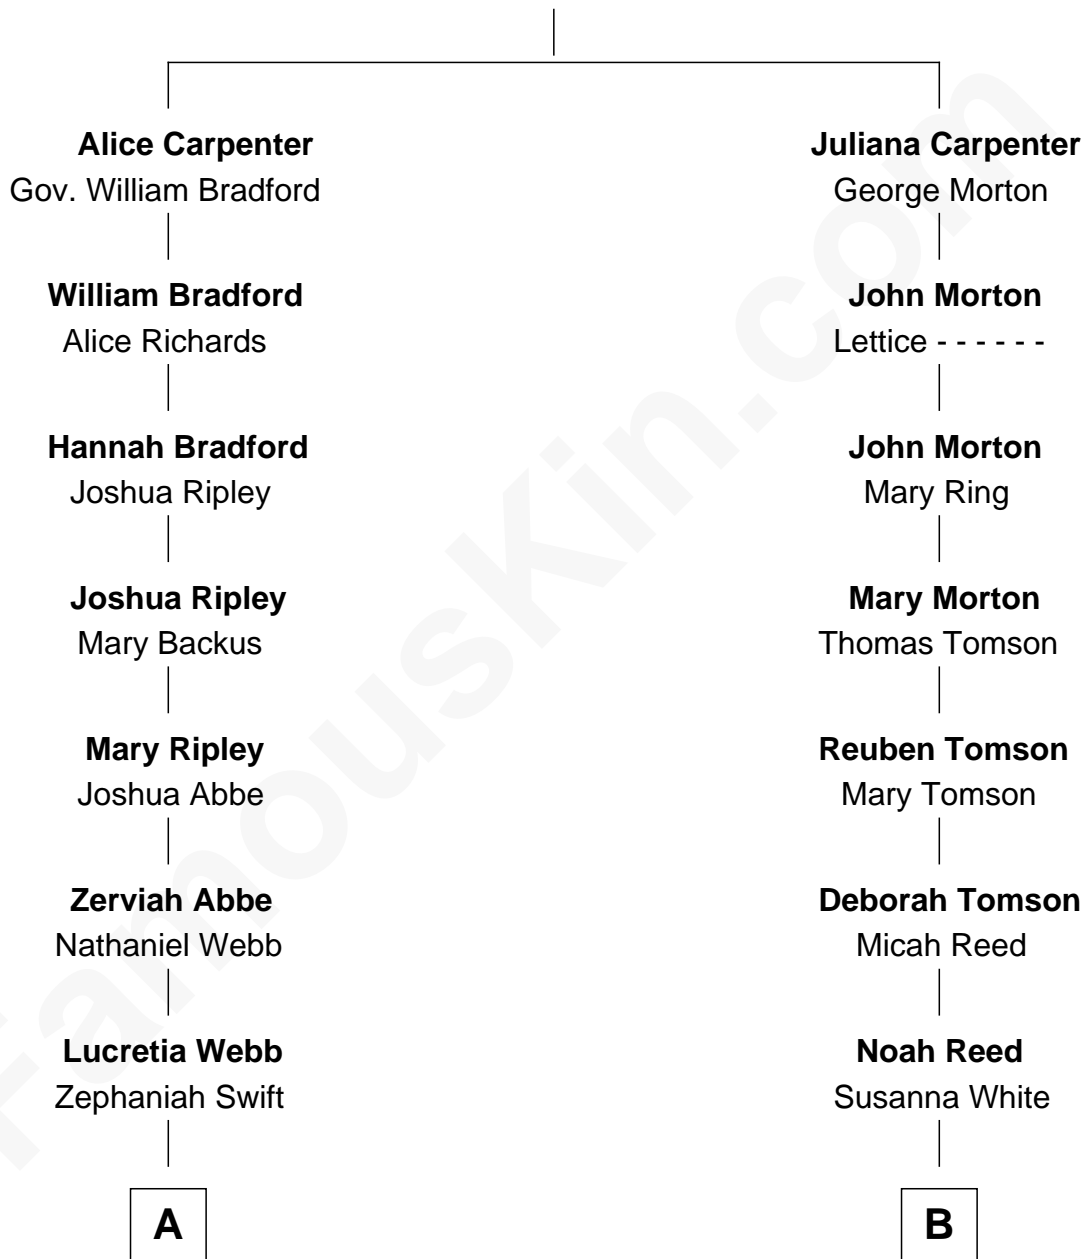 Alice Carpenter
Gov. William Bradford
William Bradford
Alice Richards
Hannah Bradford
Joshua Ripley
Joshua Ripley
Mary Backus
Mary Ripley
Joshua Abbe
Zerviah Abbe
Nathaniel Webb
Lucretia Webb
Zephaniah Swift
A
Juliana Carpenter
George Morton
John Morton
Lettice - - - - - -
John Morton
Mary Ring
Mary Morton
Thomas Tomson
Reuben Tomson
Mary Tomson
Deborah Tomson
Micah Reed
Noah Reed
Susanna White
B
FamousKin.com